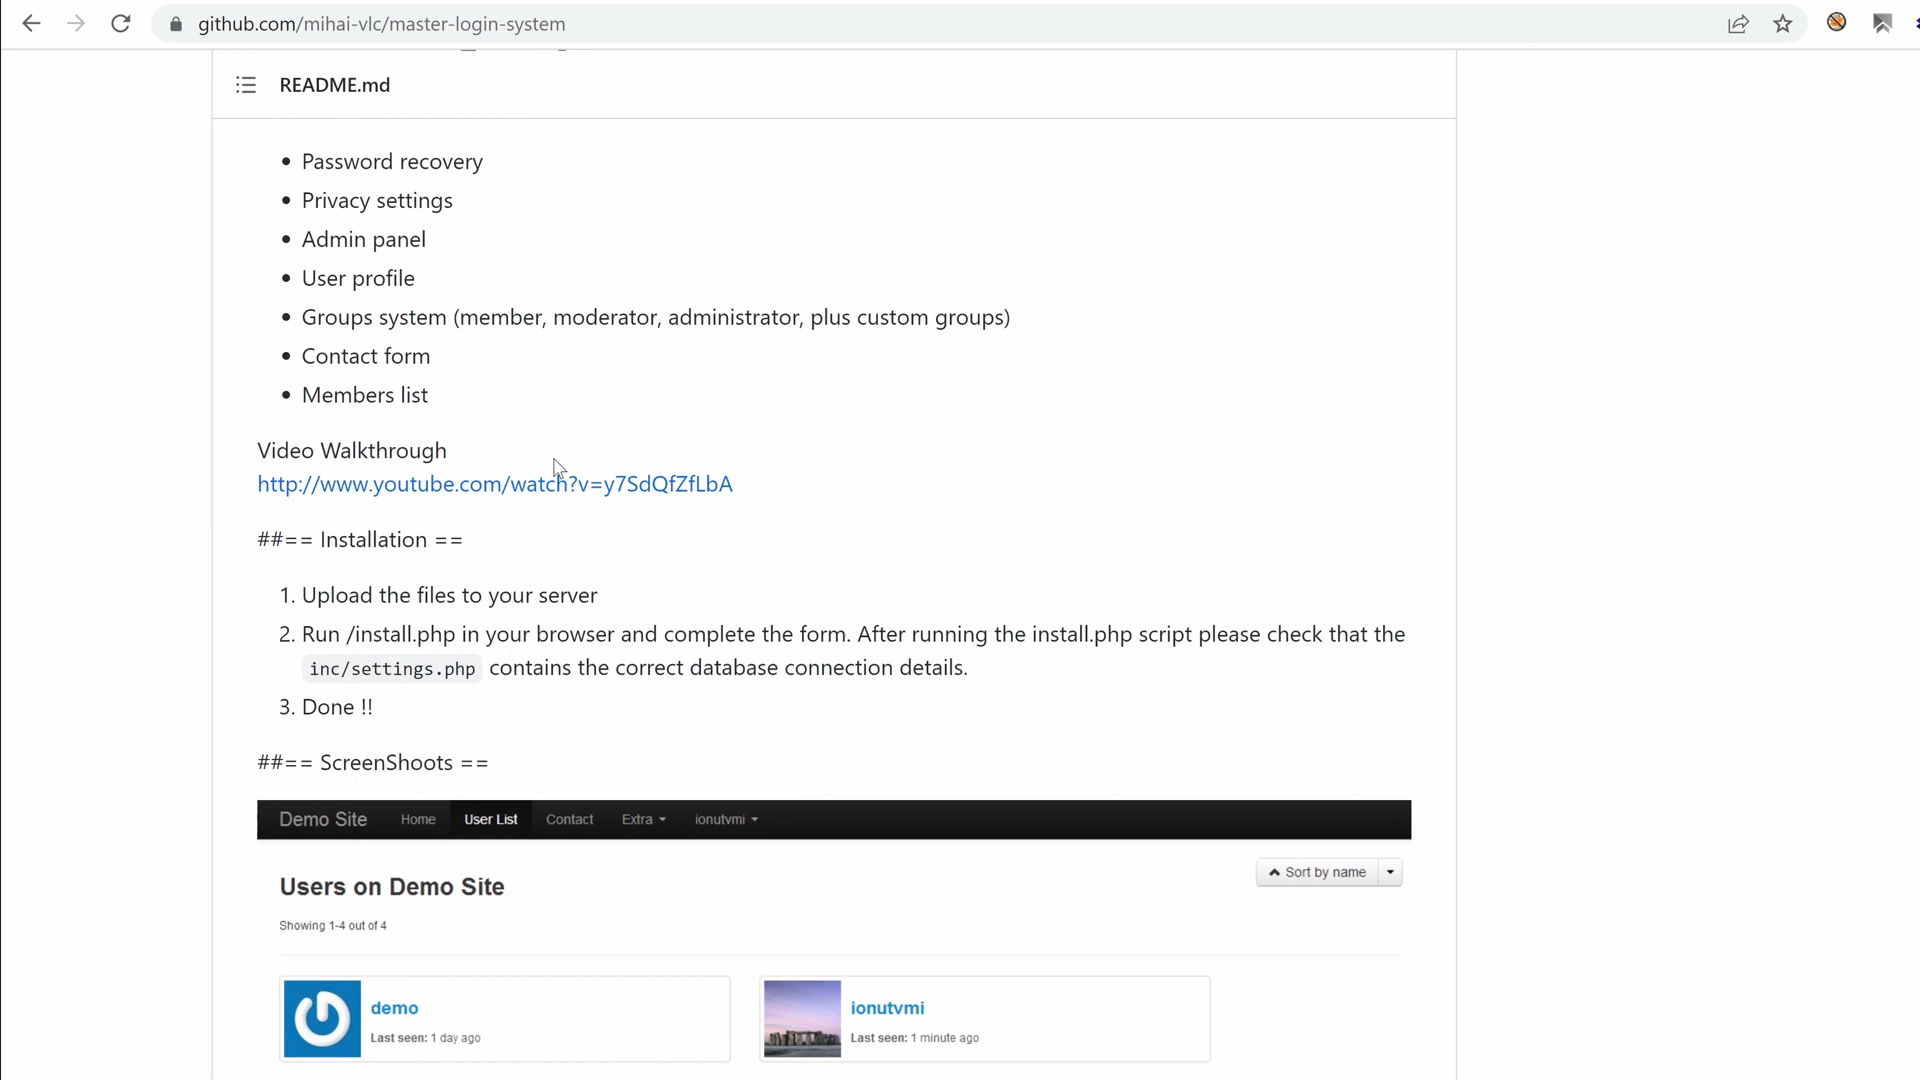 github.com/mihai-vlc/master-login-system
README.md
• Password recovery
• Privacy settings
• Admin panel
• User profile
• Groups system (member, moderator, administrator, plus custom groups)
• Contact form
• Members list
Video Walkthrough
http://www.youtube.com/watch?v=y7SdQfZfLbA
##== Installation ==
1. Upload the files to your server
2. Run /install.php in your browser and complete the form. After running the install.php script please check that the
inc/settings.php contains the correct database connection details.
3. Done !!
##== ScreenShoots ==
Demo Site Home User List Contact Extra ionutvmi
Sort by name
Users on Demo Site
Showing 1-4 out of 4
demo
Last seen: 1 day ago
ionutvmi
Last seen: 1 minute ago